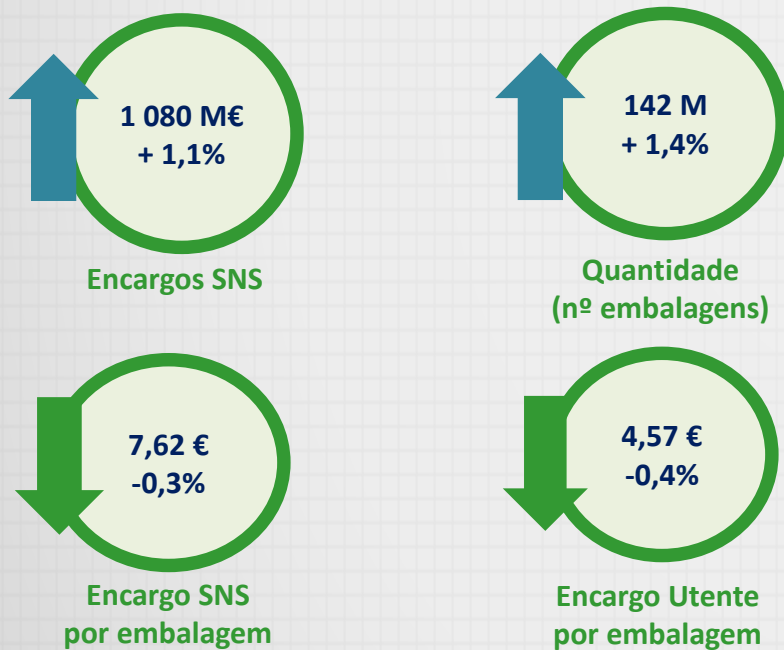 1 080 M€
+ 1,1%
Encargos SNS
142 M
+ 1,4%
Quantidade
(nº embalagens)
7,62 €
-0,3%
Encargo SNS
por embalagem
4,57 €
-0,4%
Encargo Utente
por embalagem